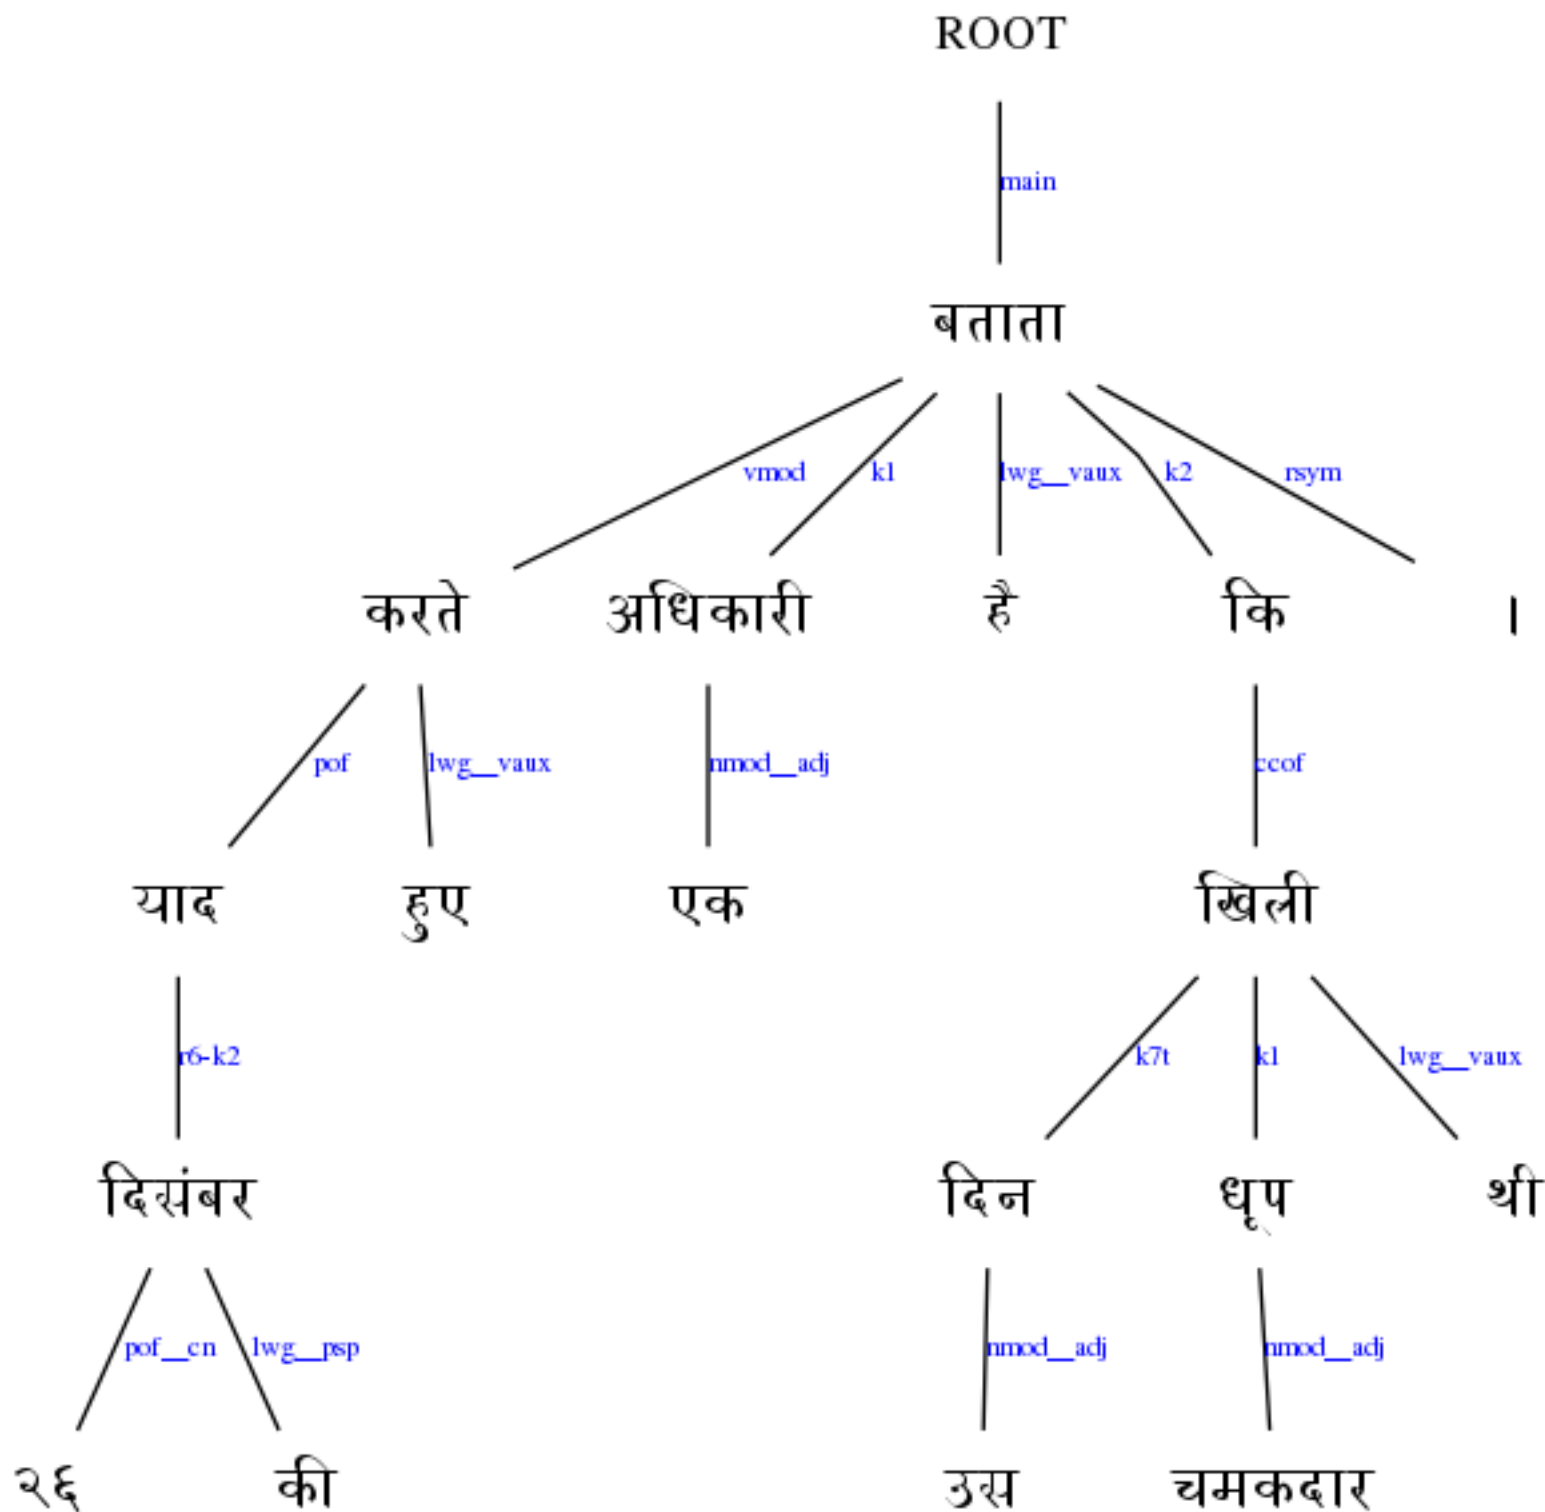 ROOT
main
बताता
vmod k1 lwg__vaux k2 rsym
करते अधिकारी है कि ।
pof lwg__vaux nmod__adj ccof
याद हुए एक खिली
r6-k2 k7t k1 lwg__vaux
दिसंबर दिन धूप थी
pof__cn lwg__psp nmod__adj nmod__adj
२६ की उस चमकदार